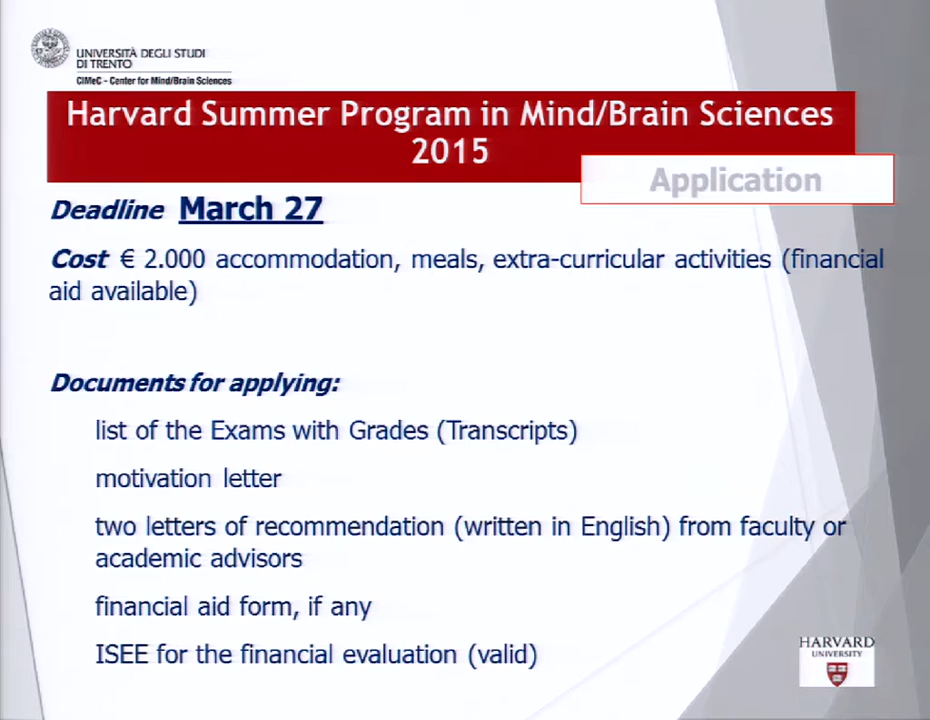 UNIVERSITÀ DEGLI STUDI
DI TRENTO
CIMeC - Center for Mind/Brain Sciences
Harvard Summer Program in Mind/Brain Sciences
2015
Application
Deadline March 27
Cost € 2.000 accommodation, meals, extra-curricular activities (financial
aid available)
Documents for applying:
list of the Exams with Grades (Transcripts)
motivation letter
two letters of recommendation (written in English) from faculty or
academic advisors
financial aid form, if any
ISEE for the financial evaluation (valid)
HARVARD
UNIVERSITY